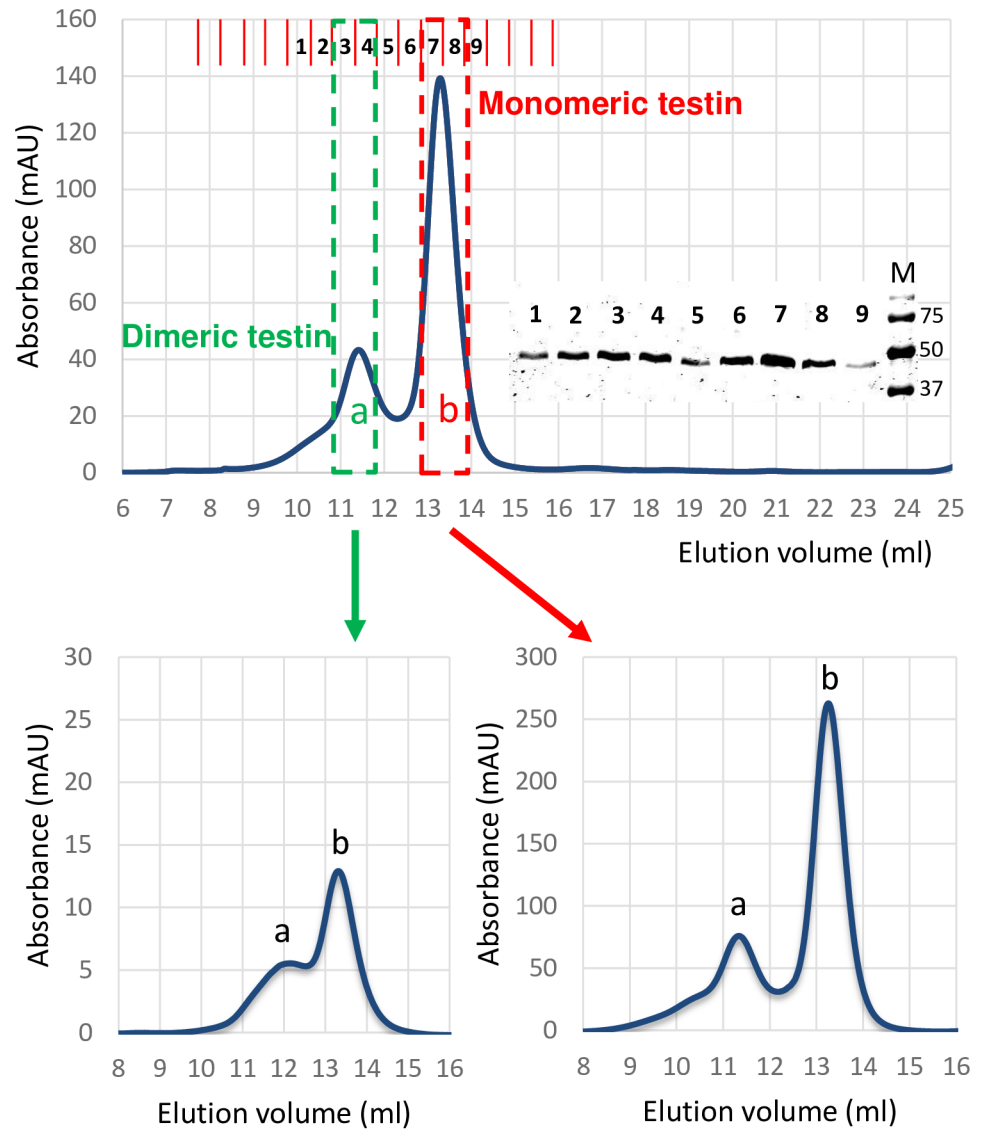 160
140
120
100
80
60
40
20
0
Absorbance (mAU)
1 2 3 4 5 6 7 8 9
Monomeric testin
Dimeric testin
a
b
M
1 2 3 4 5 6 7 8 9
75
50
37
6 7 8 9 10 11 12 13 14 15 16 17 18 19 20 21 22 23 24 25
Elution volume (ml)
30
25
20
15
10
5
0
Absorbance (mAU)
a
b
8 9 10 11 12 13 14 15 16
Elution volume (ml)
300
250
200
150
100
50
0
Absorbance (mAU)
a
b
8 9 10 11 12 13 14 15 16
Elution volume (ml)